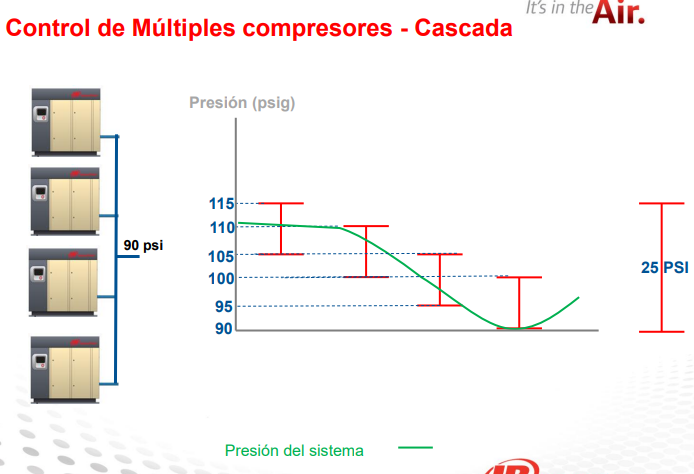 It's in the Air.
Control de Múltiples compresores - Cascada
Presión (psig)
115
110
105
100
95
90
90 psi
25 PSI
Presión del sistema
IR